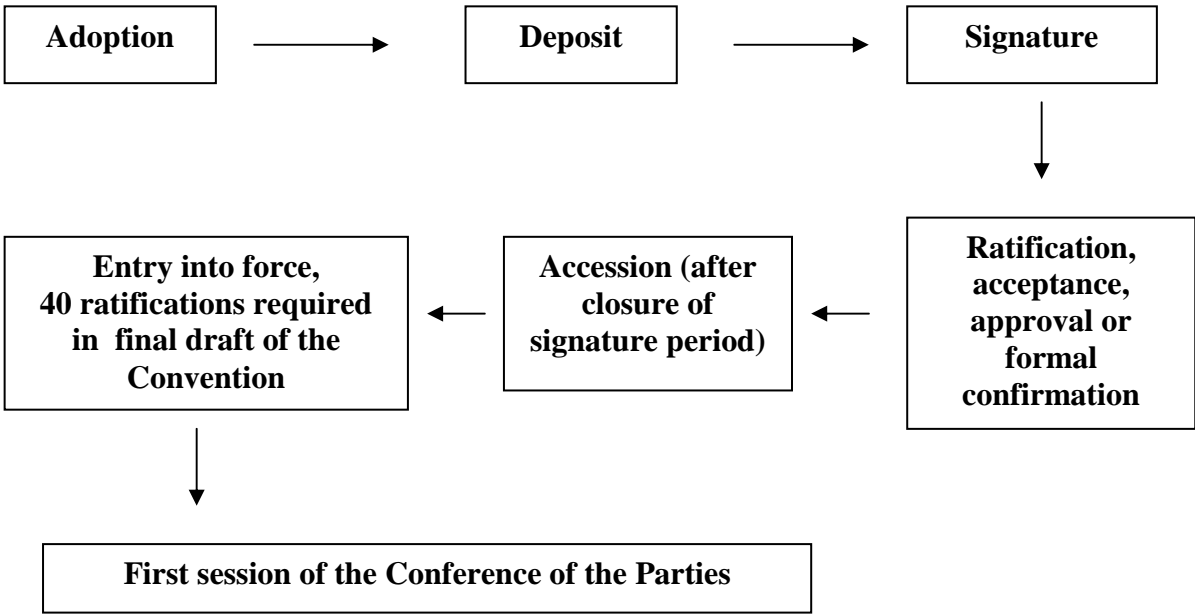 Adoption
Deposit
Signature
Ratification,
acceptance,
approval or
formal
confirmation
Accession (after
closure of
signature period)
Entry into force,
40 ratifications required
in final draft of the
Convention
First session of the Conference of the Parties